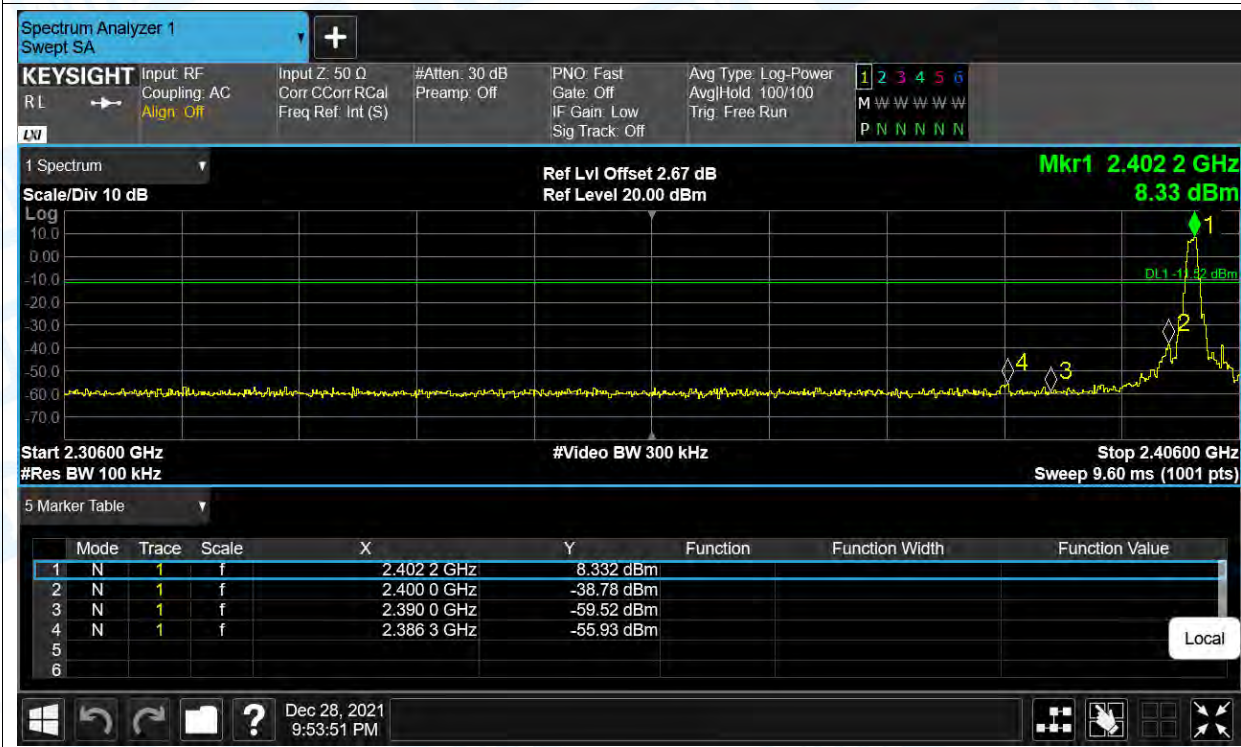 Spectrum Analyzer 1
Swept SA
+
KEYSIGHT Input: RF Input Z: 50 Ω #Atten: 30 dB PNO: Fast Avg Type: Log-Power 1 2 3 4 5 6
RL Coupling: AC Corr CCorr RCal Preamp: Off Gate: Off Avg|Hold: 100/100 M W W W W W W
Align: Off Freq Ref: Int (S) IF Gain: Low Trig: Free Run
LXI Sig Track: Off P N N N N N
1 Spectrum
Ref Lvl Offset 2.67 dB Mkr1 2.402 2 GHz
Scale/Div 10 dB Ref Level 20.00 dBm 8.33 dBm
Log
10.0
0.00
-10.0
-20.0
-30.0
-40.0
-50.0
-60.0
-70.0
1
DL1 -11.52 dBm
2
4
3
Start 2.30600 GHz #Video BW 300 kHz Stop 2.40600 GHz
#Res BW 100 kHz Sweep 9.60 ms (1001 pts)
5 Marker Table
Mode Trace Scale X Y Function Function Width Function Value
1 N 1 f 2.402 2 GHz 8.332 dBm
2 N 1 f 2.400 0 GHz -38.78 dBm
3 N 1 f 2.390 0 GHz -59.52 dBm
4 N 1 f 2.386 3 GHz -55.93 dBm
5
6
Local
? Dec 28, 2021
9:53:51 PM